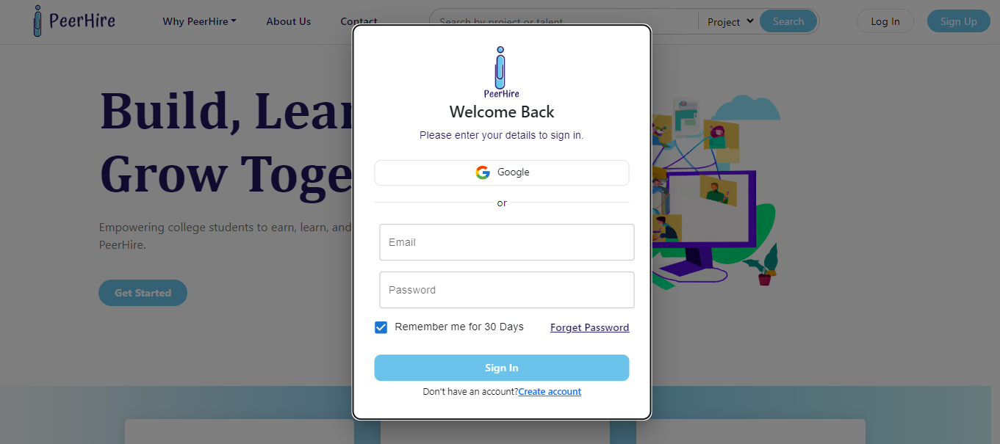 PeerHire
Why PeerHire
About Us
Contact
Search by project or talent
Project
Search
Log In
Sign Up
Build, Lear
Grow Toge
Empowering college students to earn, learn, and
PeerHire.
Get Started
PeerHire
Welcome Back
Please enter your details to sign in.
Google
or
Email
Password
Remember me for 30 Days
Forget Password
Sign In
Don't have an account?Create account